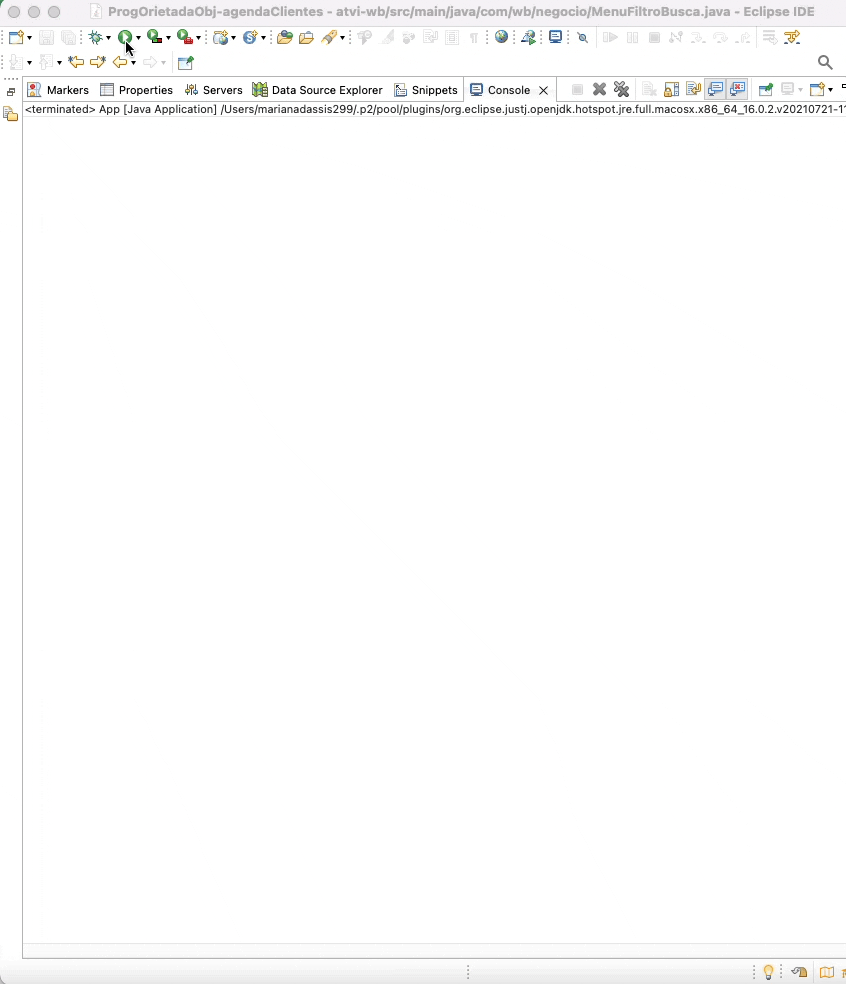 ProgOrietadaObj-agendaClientes - atvi-wb/src/main/java/com/wb/negocio/MenuFiltroBusca.java - Eclipse IDE
Markers Properties Servers Data Source Explorer Snippets Console
<terminated> App [Java Application] /Users/marianadassis299/.p2/pool/plugins/org.eclipse.justj.openjdk.hotspot.jre.full.macosx.x86_64_16.0.2.v20210721-11